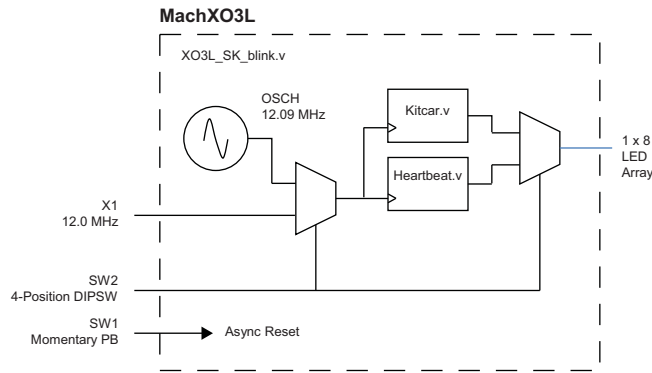 MachXO3L
XO3L_SK_blink.v
OSCH
12.09 MHz
Kitcar.v
Heartbeat.v
1 x 8
LED
Array
X1
12.0 MHz
SW2
4-Position DIPSW
SW1
Momentary PB
Async Reset